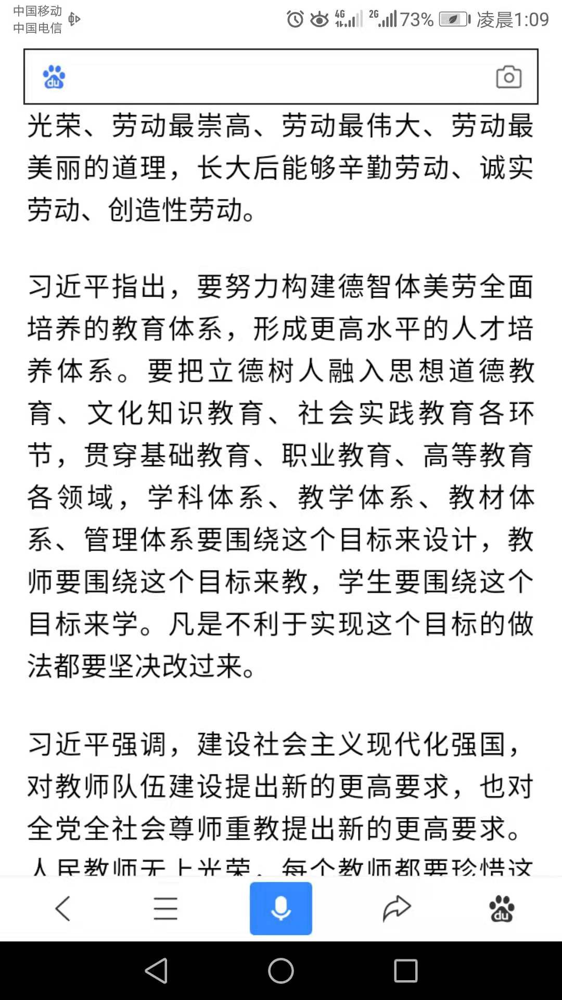 中国移动
中国电信
4G 2G 73% 凌晨1:09
du
光荣、劳动最崇高、劳动最伟大、劳动最
美丽的道理，长大后能够辛勤劳动、诚实
劳动、创造性劳动。
习近平指出，要努力构建德智体美劳全面
培养的教育体系，形成更高水平的人才培
养体系。要把立德树人融入思想道德教
育、文化知识教育、社会实践教育各环
节，贯穿基础教育、职业教育、高等教育
各领域，学科体系、教学体系、教材体
系、管理体系要围绕这个目标来设计，教
师要围绕这个目标来教，学生要围绕这个
目标来学。凡是不利于实现这个目标的做
法都要坚决改过来。
习近平强调，建设社会主义现代化强国，
对教师队伍建设提出新的更高要求，也对
全党全社会尊师重教提出新的更高要求。
人民教师无上光荣，每个教师都要珍惜这
du